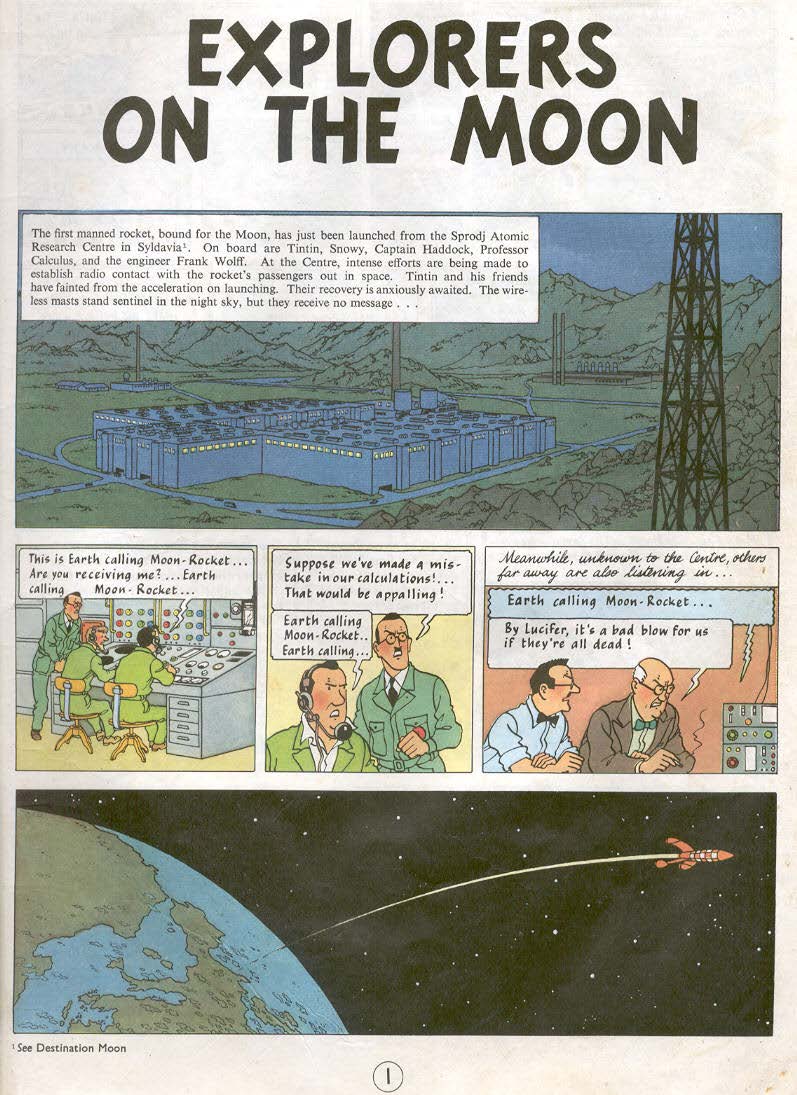 EXPLORERS
ON THE MOON
The first manned rocket, bound for the Moon, has just been launched from the Sprodj Atomic
Research Centre in Syldavia¹. On board are Tintin, Snowy, Captain Haddock, Professor
Calculus, and the engineer Frank Wolff. At the Centre, intense efforts are being made to
establish radio contact with the rocket's passengers out in space. Tintin and his friends
have fainted from the acceleration on launching. Their recovery is anxiously awaited. The wire-
less masts stand sentinel in the night sky, but they receive no message . . .
This is Earth calling Moon-Rocket...
Are you receiving me? ...Earth
calling Moon-Rocket...
Suppose we've made a mis-
take in our calculations!...
That would be appalling!
Earth calling
Moon-Rocket..
Earth calling...
Meanwhile, unknown to the Centre, others
far away are also listening in...
Earth calling Moon-Rocket...
By Lucifer, it's a bad blow for us
if they're all dead!
¹ See Destination Moon
1